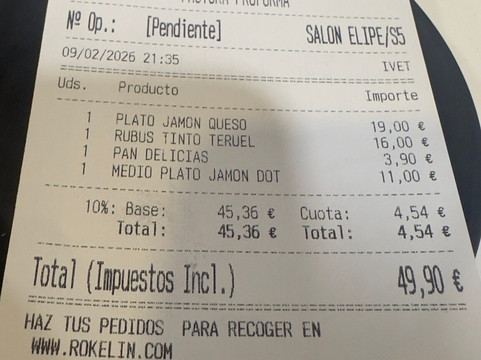 FACTURA PROFORMA
Nº Op.: [Pendiente] SALON ELIPE/S5
09/02/2026 21:35 IVET
Uds. Producto Importe
1 PLATO JAMON QUESO 19,00 €
1 RUBUS TINTO TERUEL 16,00 €
1 PAN DELICIAS 3,90 €
1 MEDIO PLATO JAMON DOT 11,00 €
10%: Base: 45,36 € Cuota: 4,54 €
Total: 45,36 € Total: 4,54 €
Total (Impuestos Incl.) 49,90 €
HAZ TUS PEDIDOS PARA RECOGER EN
WWW.ROKELIN.COM